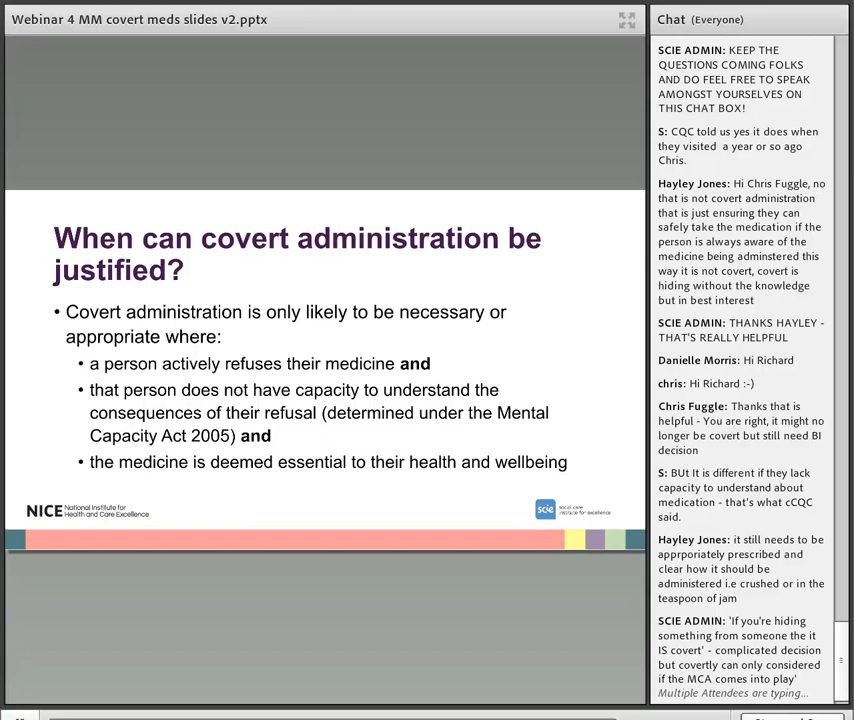 Webinar 4 MM covert meds slides v2.pptx
When can covert administration be
justified?
• Covert administration is only likely to be necessary or
appropriate where:
• a person actively refuses their medicine and
• that person does not have capacity to understand the
consequences of their refusal (determined under the Mental
Capacity Act 2005) and
• the medicine is deemed essential to their health and wellbeing
NICE National Institute for
Health and Care Excellence
scie social care
institute for excellence
Chat (Everyone)
SCIE ADMIN: KEEP THE
QUESTIONS COMING FOLKS
AND DO FEEL FREE TO SPEAK
AMONGST YOURSELVES ON
THIS CHAT BOX!
S: CQC told us yes it does when
they visited a year or so ago
Chris.
Hayley Jones: Hi Chris Fuggle, no
that is not covert administration
that is just ensuring they can
safely take the medication if the
person is always aware of the
medicine being adminstered this
way it is not covert, covert is
hiding without the knowledge
but in best interest
SCIE ADMIN: THANKS HAYLEY -
THAT'S REALLY HELPFUL
Danielle Morris: Hi Richard
chris: Hi Richard :-)
Chris Fuggle: Thanks that is
helpful - You are right, it might no
longer be covert but still need BI
decision
S: BUt It is different if they lack
capacity to understand about
medication - that's what cCQC
said.
Hayley Jones: it still needs to be
apprporiately prescribed and
clear how it should be
administered i.e crushed or in the
teaspoon of jam
SCIE ADMIN: 'If you're hiding
something from someone the it
IS covert' - complicated decision
but covertly can only considered
if the MCA comes into play'
Multiple Attendees are typing...